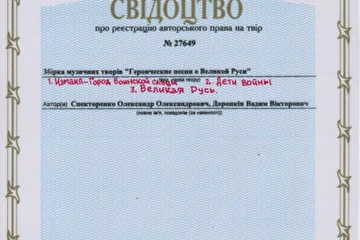 СВІДОЦТВО
про реєстрацію авторського права на твір
№ 27649
Збірка музичних творів "Героические песни о Великой Руси"
1. Измаил-Город Воинской славы 2. Дети войны
3. Великая Русь.
Автор(и) Спекторенко Олександр Олександрович, Доронкін Вадим Вікторович
(повне ім'я, псевдонім (за наявності))